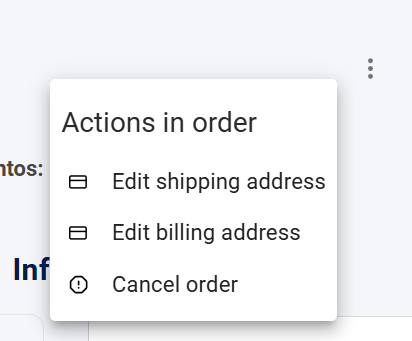 Actions in order
ntos:
Edit shipping address
Edit billing address
Inf
Cancel order